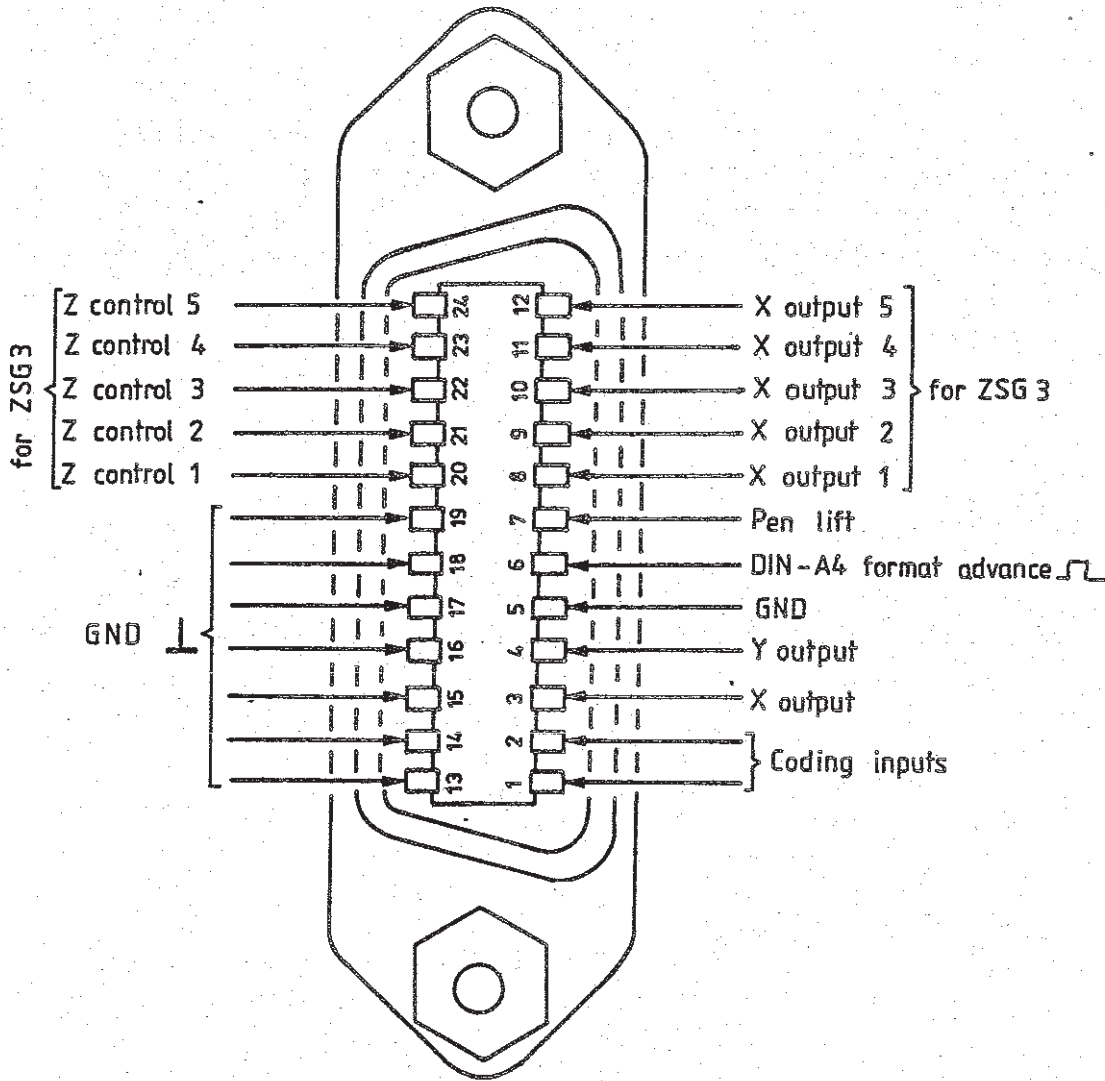 for ZSG3
Z control 5
Z control 4
Z control 3
Z control 2
Z control 1
GND
24
23
22
21
20
19
18
17
16
15
14
13
12
11
10
9
8
7
6
5
4
3
2
1
X output 5
X output 4
X output 3
X output 2
X output 1
for ZSG 3
Pen lift
DIN-A4 format advance
GND
Y output
X output
Coding inputs